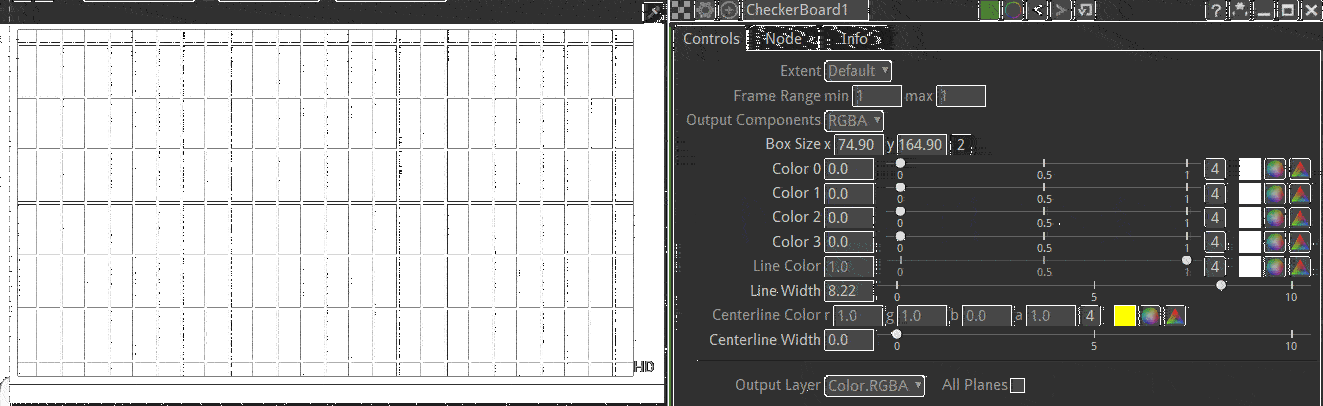 CheckerBoard1 < > ?
Controls Node Info
Extent Default
Frame Range min 1 max 1
Output Components RGBA
Box Size x 74.90 y 164.90 2
Color 0 0.0 0 0.5 1 4
Color 1 0.0 0 0.5 1 4
Color 2 0.0 0 0.5 1 4
Color 3 0.0 0 0.5 1 4
Line Color 1.0 0 0.5 1 4
Line Width 8.22 0 5 10
Centerline Color r 1.0 g 1.0 b 0.0 a 1.0 4
Centerline Width 0.0 0 5 10
HD
Output Layer Color.RGBA All Planes